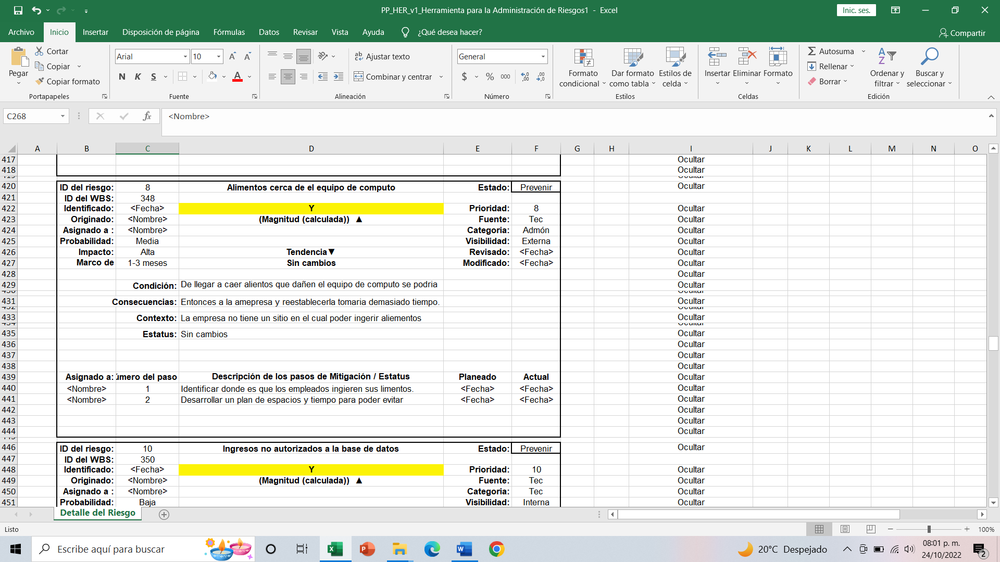 PP_HER_v1_Herramienta para la Administración de Riesgos1 - Excel
Inic. ses.
Archivo Inicio Insertar Disposición de página Fórmulas Datos Revisar Vista Ayuda ¿Qué desea hacer? Compartir
Pegar
Cortar
Copiar
Copiar formato
Portapapeles
Arial 10
N K S
Fuente
Ajustar texto
Combinar y centrar
Alineación
General
$ % 000
Número
Formato condicional
Dar formato como tabla
Estilos de celda
Estilos
Insertar Eliminar Formato
Celdas
Autosuma
Rellenar
Borrar
Ordenar y filtrar
Buscar y seleccionar
Edición
C268 fx <Nombre>
A B C D E F G H I J K L M N O
417 Ocultar
418 Ocultar
419 Ocultar
420 ID del riesgo: 8 Alimentos cerca de el equipo de computo Estado: Prevenir Ocultar
421 ID del WBS: 348
422 Identificado: <Fecha> Y Prioridad: 8 Ocultar
423 Originado: <Nombre> (Magnitud (calculada)) ▲ Fuente: Tec Ocultar
424 Asignado a : <Nombre> Categoria: Admón Ocultar
425 Probabilidad: Media Visibilidad: Externa Ocultar
426 Impacto: Alta Tendencia▼ Revisado: <Fecha> Ocultar
427 Marco de 1-3 meses Sin cambios Modificado: <Fecha> Ocultar
428 Ocultar
429 Condición: De llegar a caer alientos que dañen el equipo de computo se podria Ocultar
430 Ocultar
431 Consecuencias: Entonces a la amepresa y reestablecerla tomaria demasiado tiempo. Ocultar
432 Ocultar
433 Contexto: La empresa no tiene un sitio en el cual poder ingerir aliementos Ocultar
434 Ocultar
435 Estatus: Sin cambios Ocultar
436 Ocultar
437 Ocultar
438 Ocultar
439 Asignado a: úmero del paso Descripción de los pasos de Mitigación / Estatus Planeado Actual Ocultar
440 <Nombre> 1 Identificar donde es que los empleados ingieren sus limentos. <Fecha> <Fecha> Ocultar
441 <Nombre> 2 Desarrollar un plan de espacios y tiempo para poder evitar <Fecha> <Fecha> Ocultar
442 Ocultar
443 Ocultar
444 Ocultar
445
446 ID del riesgo: 10 Ingresos no autorizados a la base de datos Estado: Prevenir Ocultar
447 ID del WBS: 350
448 Identificado: <Fecha> Y Prioridad: 10 Ocultar
449 Originado: <Nombre> (Magnitud (calculada)) ▲ Fuente: Tec Ocultar
450 Asignado a : <Nombre> Categoria: Tec Ocultar
451 Probabilidad: Baja Visibilidad: Interna Ocultar
Detalle del Riesgo
Listo 100%
Escribe aquí para buscar
20°C Despejado
08:01 p. m.
24/10/2022
2